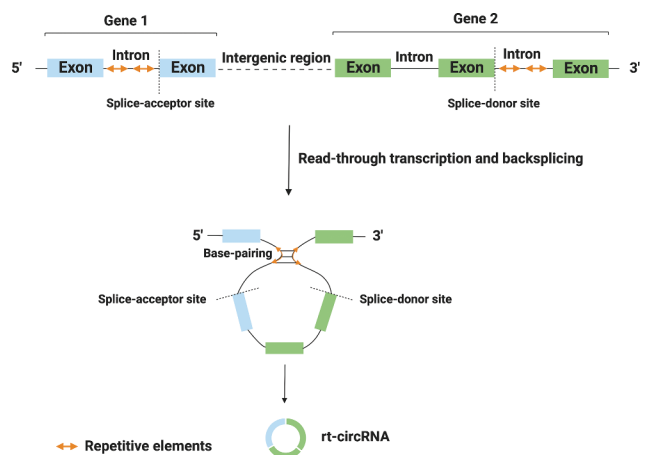 Gene 1
Gene 2
5' Exon Intron Exon Intergenic region Exon Intron Exon Intron Exon 3'
Splice-acceptor site
Splice-donor site
Read-through transcription and backsplicing
5' 3'
Base-pairing
Splice-acceptor site
Splice-donor site
rt-circRNA
Repetitive elements